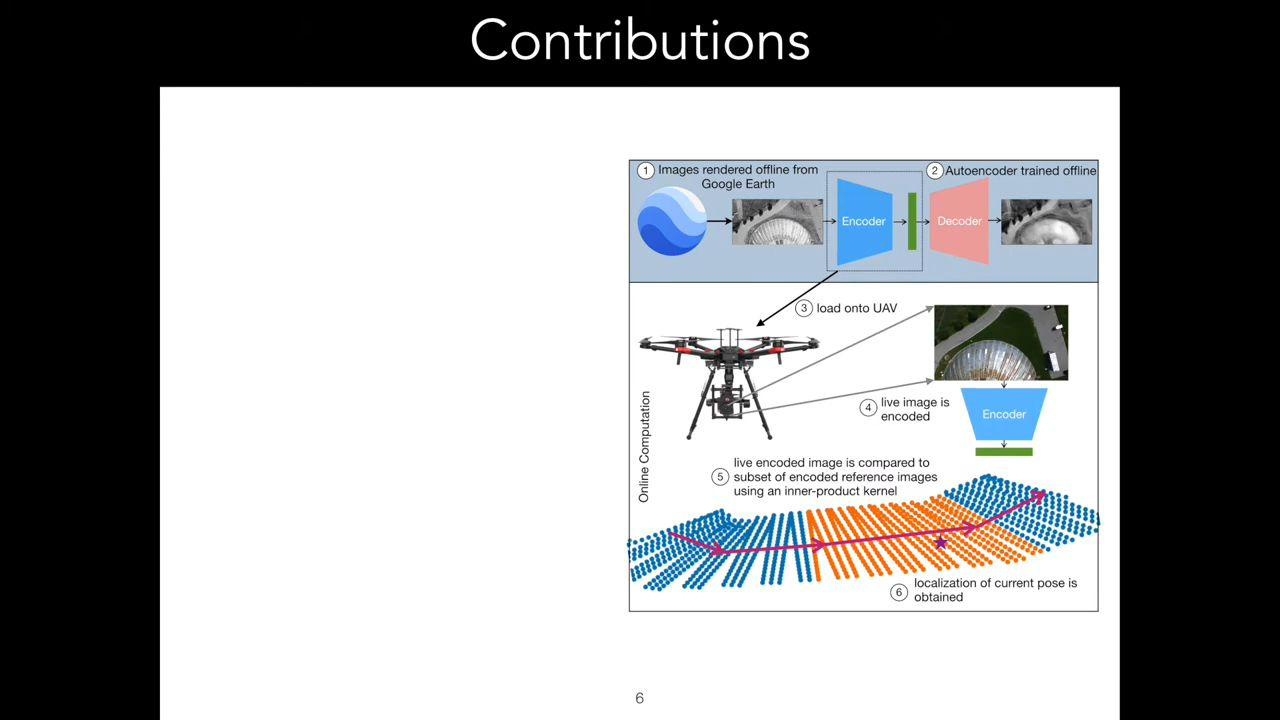 Contributions
1 Images rendered offline from
Google Earth
2 Autoencoder trained offline
Encoder
Decoder
3 load onto UAV
4 live image is
encoded
Encoder
Online Computation
5 live encoded image is compared to
subset of encoded reference images
using an inner-product kernel
6 localization of current pose is
obtained
6